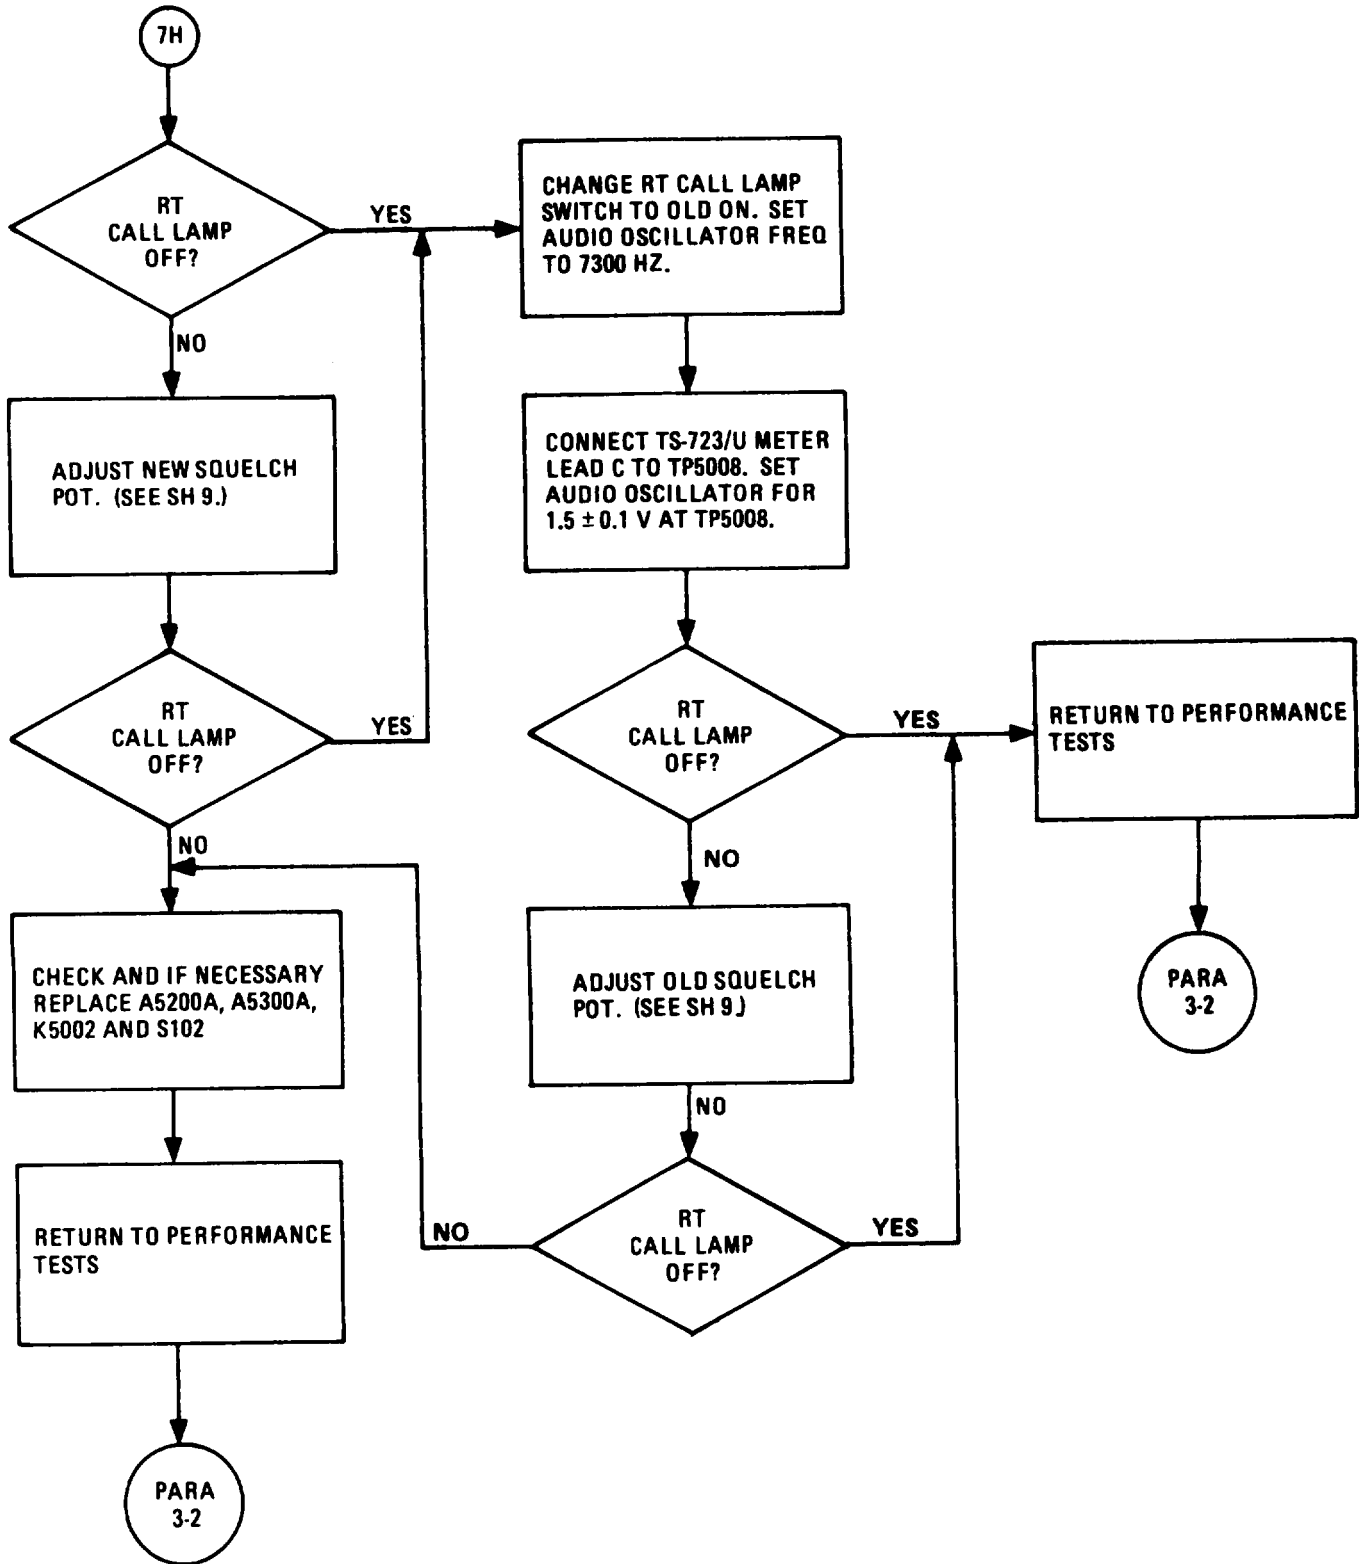 7H
RT
CALL LAMP
OFF?
YES
NO
ADJUST NEW SQUELCH
POT. (SEE SH 9.)
RT
CALL LAMP
OFF?
YES
NO
CHECK AND IF NECESSARY
REPLACE A5200A, A5300A,
K5002 AND S102
RETURN TO PERFORMANCE
TESTS
PARA
3-2
CHANGE RT CALL LAMP
SWITCH TO OLD ON. SET
AUDIO OSCILLATOR FREQ
TO 7300 HZ.
CONNECT TS-723/U METER
LEAD C TO TP5008. SET
AUDIO OSCILLATOR FOR
1.5 ± 0.1 V AT TP5008.
RT
CALL LAMP
OFF?
YES
NO
ADJUST OLD SQUELCH
POT. (SEE SH 9.)
NO
RT
CALL LAMP
OFF?
NO
YES
RETURN TO PERFORMANCE
TESTS
PARA
3-2